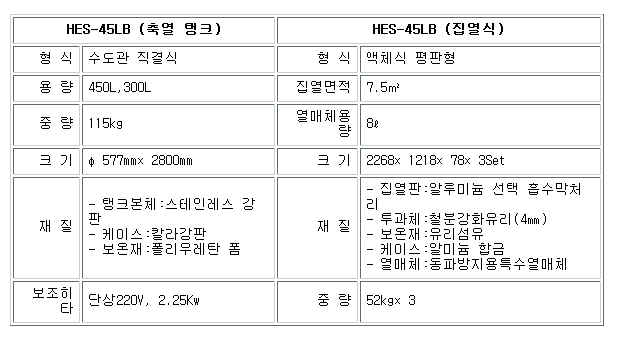 HES-45LB (축열 탱크)
HES-45LB (집열식)
형 식
수도관 직결식
형 식
액체식 평판형
용 량
450L,300L
집열면적
7.5㎡
중 량
115kg
열매체용
량
8ℓ
크 기
φ 577mm× 2800mm
크 기
2268× 1218× 78× 3Set
재 질
- 탱크본체:스테인레스 강
판
- 케이스:칼라강판
- 보온재:폴리우레탄 폼
재 질
- 집열판:알루미늄 선택 흡수막처
리
- 투과체:철분강화유리(4㎜)
- 보온재:유리섬유
- 케이스:알미늄 합금
- 열매체:동파방지용특수열매체
보조히
타
단상220V, 2.25Kw
중 량
52kg× 3